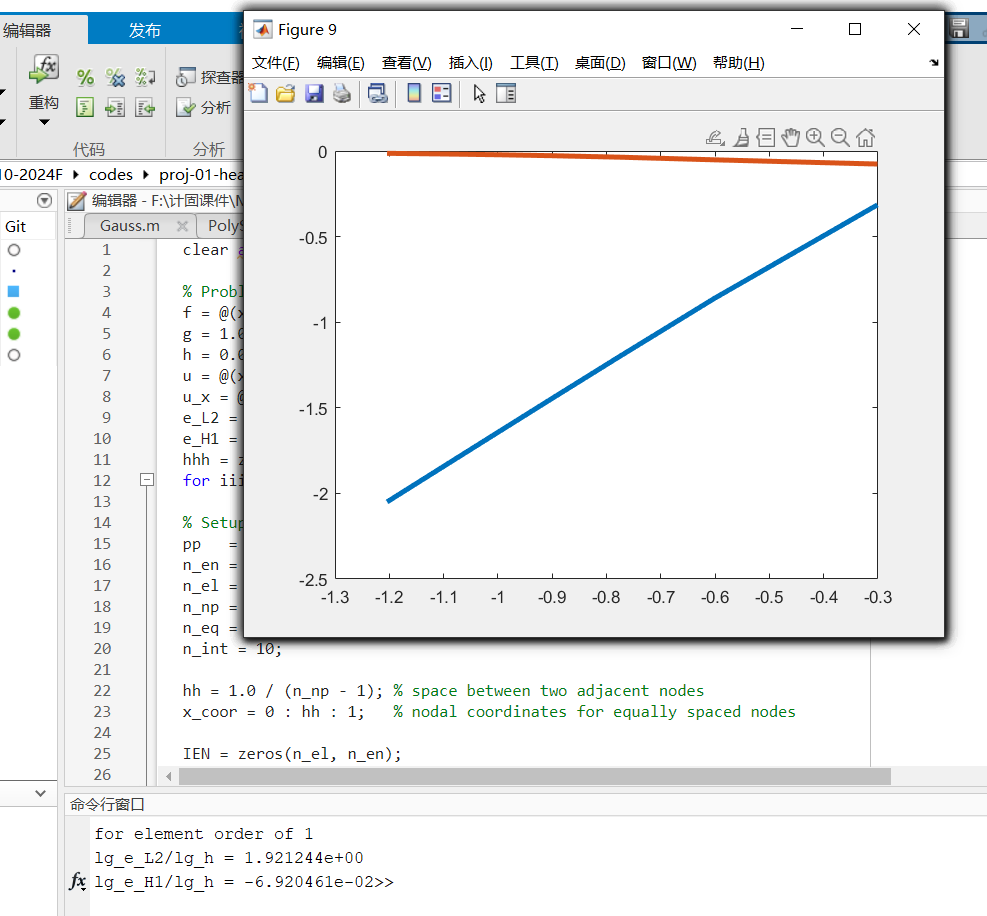 编辑器
发布
Figure 9
文件(F) 编辑(E) 查看(V) 插入(I) 工具(T) 桌面(D) 窗口(W) 帮助(H)
重构
代码
探查器
分析
分析
10-2024F codes proj-01-hea
编辑器 - F:\计固课件\
Git
Gauss.m
PolyS
0
-0.5
-1
-1.5
-2
-2.5
-1.3 -1.2 -1.1 -1 -0.9 -0.8 -0.7 -0.6 -0.5 -0.4 -0.3
1 clear
2
3 % Probl
4 f = @(x
5 g = 1.0
6 h = 0.0
7 u = @(x
8 u_x = @
9 e_L2 =
10 e_H1 =
11 hhh = z
12 for iii
13
14 % Setup
15 pp =
16 n_en =
17 n_el =
18 n_np =
19 n_eq =
20 n_int = 10;
21
22 hh = 1.0 / (n_np - 1); % space between two adjacent nodes
23 x_coor = 0 : hh : 1; % nodal coordinates for equally spaced nodes
24
25 IEN = zeros(n_el, n_en);
26
命令行窗口
for element order of 1
lg_e_L2/lg_h = 1.921244e+00
fx lg_e_H1/lg_h = -6.920461e-02>>